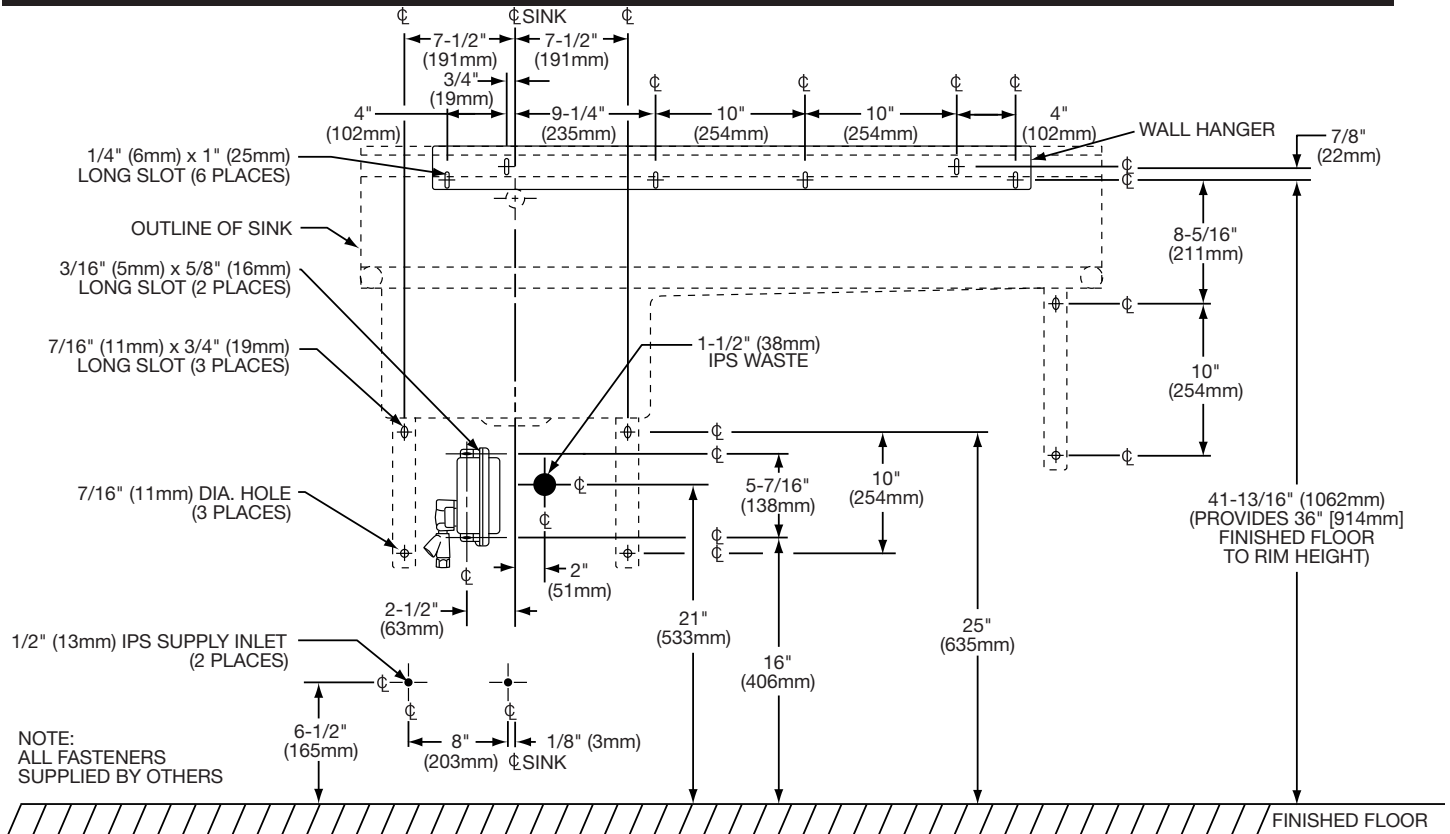 ℄ ℄ SINK ℄
7-1/2" 7-1/2"
(191mm) (191mm)
3/4"
(19mm)
℄ ℄ ℄ ℄
4" 9-1/4" 10" 10" 4"
(102mm) (235mm) (254mm) (254mm) (102mm)
WALL HANGER
7/8"
(22mm)
1/4" (6mm) x 1" (25mm)
LONG SLOT (6 PLACES)
℄
℄
OUTLINE OF SINK
8-5/16"
(211mm)
3/16" (5mm) x 5/8" (16mm)
LONG SLOT (2 PLACES)
℄
7/16" (11mm) x 3/4" (19mm)
LONG SLOT (3 PLACES)
1-1/2" (38mm)
IPS WASTE
10"
(254mm)
℄
℄
℄
℄
7/16" (11mm) DIA. HOLE
(3 PLACES)
5-7/16"
(138mm)
10"
(254mm)
41-13/16" (1062mm)
(PROVIDES 36" [914mm]
FINISHED FLOOR
TO RIM HEIGHT)
℄
℄
℄
℄
℄
2"
(51mm)
2-1/2"
(63mm)
21"
(533mm)
25"
(635mm)
1/2" (13mm) IPS SUPPLY INLET
(2 PLACES)
16"
(406mm)
℄
℄ ℄
6-1/2"
(165mm)
8"
(203mm)
1/8" (3mm)
℄ SINK
NOTE:
ALL FASTENERS
SUPPLIED BY OTHERS
FINISHED FLOOR